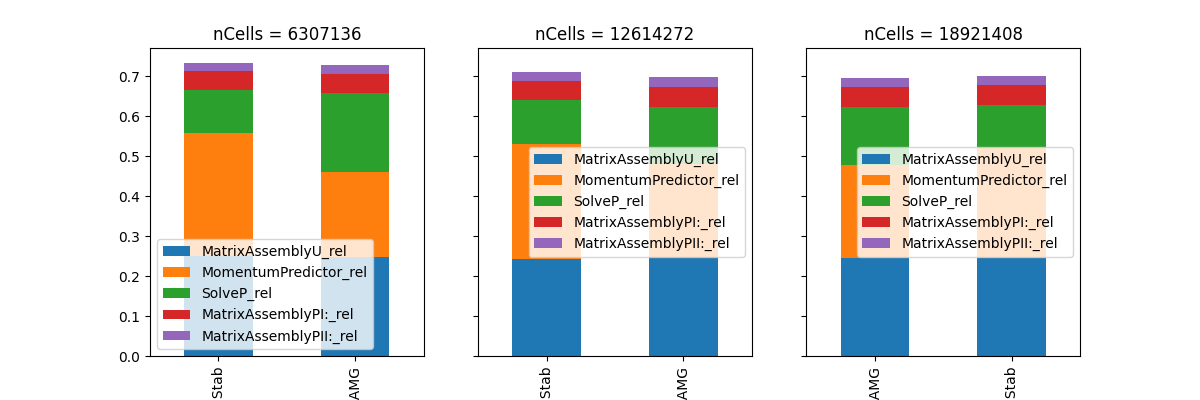 nCells = 6307136
nCells = 12614272
nCells = 18921408
0.7
0.6
0.5
0.4
0.3
0.2
0.1
0.0
MatrixAssemblyU_rel
MomentumPredictor_rel
SolveP_rel
MatrixAssemblyPI:_rel
MatrixAssemblyPII:_rel
MatrixAssemblyU_rel
MomentumPredictor_rel
SolveP_rel
MatrixAssemblyPI:_rel
MatrixAssemblyPII:_rel
MatrixAssemblyU_rel
MomentumPredictor_rel
SolveP_rel
MatrixAssemblyPI:_rel
MatrixAssemblyPII:_rel
Stab
AMG
Stab
AMG
AMG
Stab